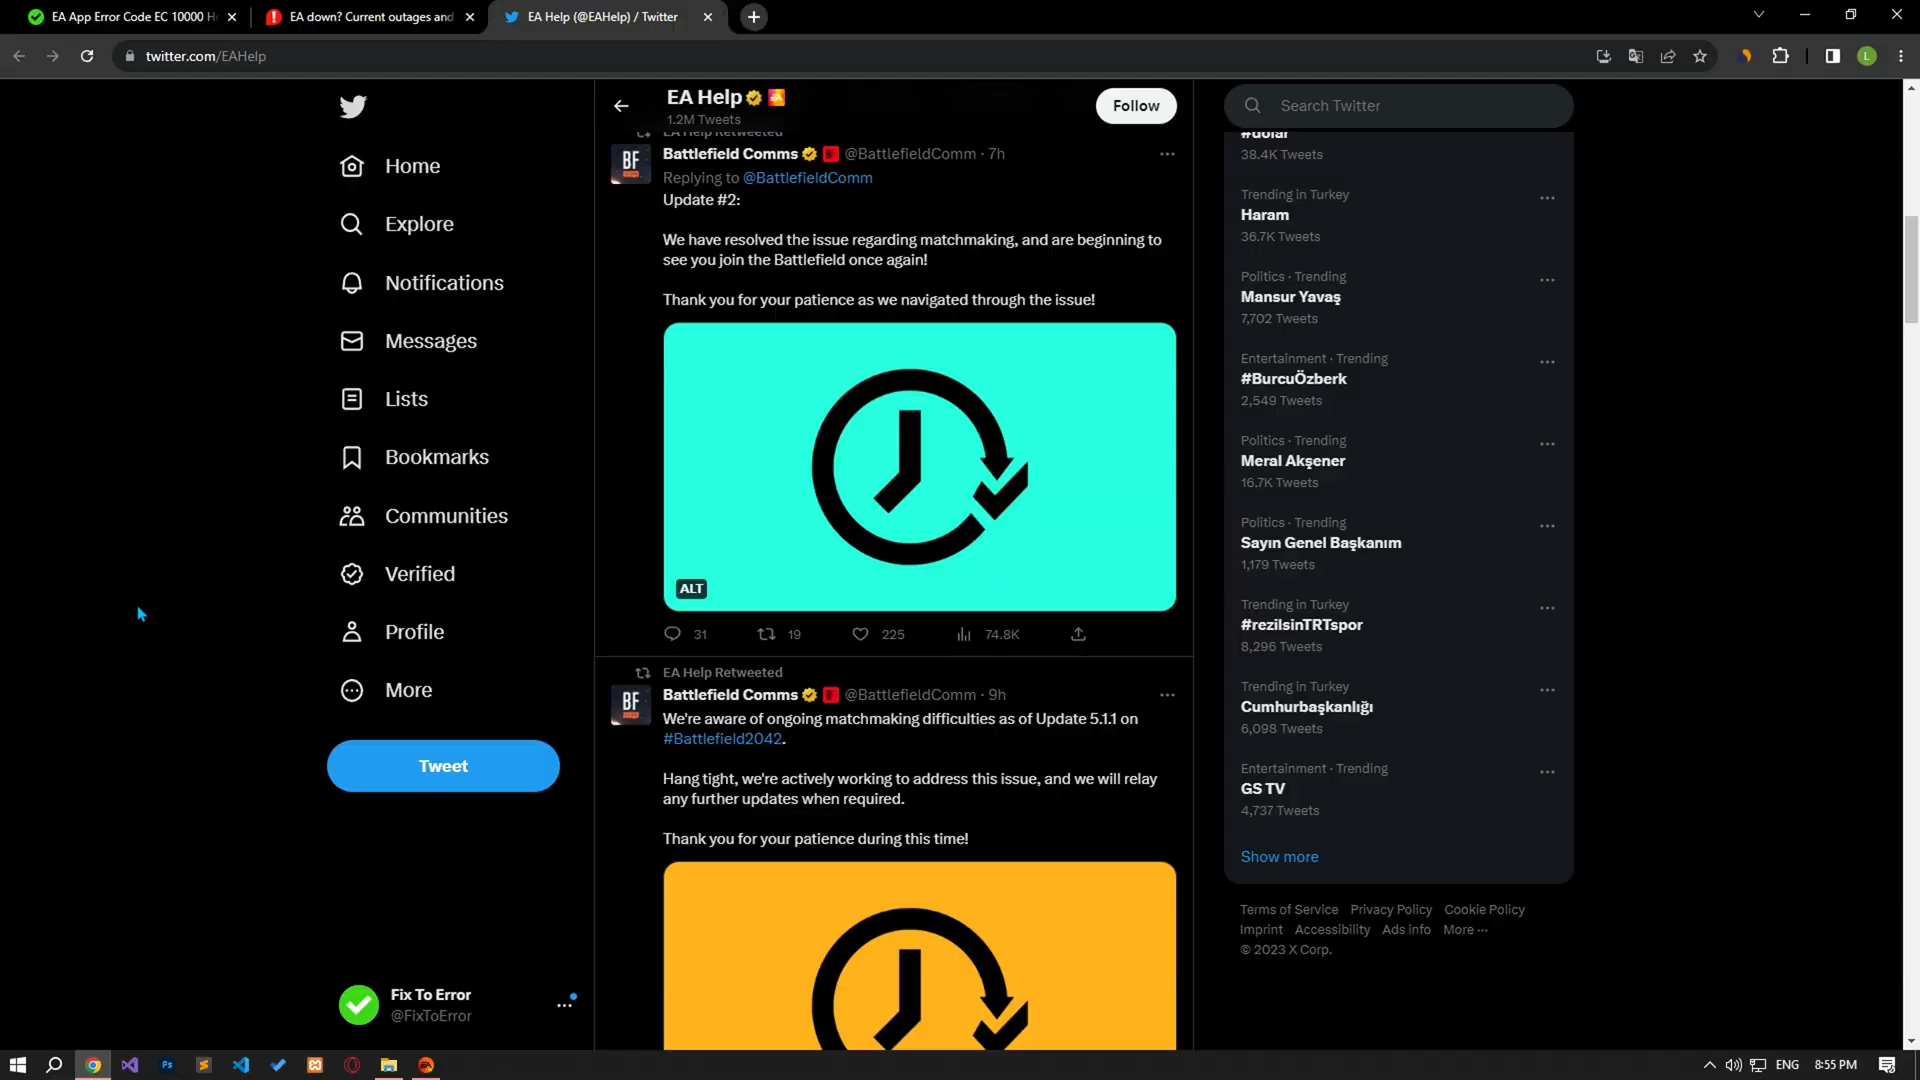 EA App Error Code EC 10000 H
EA down? Current outages and
EA Help (@EAHelp) / Twitter
twitter.com/EAHelp
L
Home
Explore
Notifications
Messages
Lists
Bookmarks
Communities
Verified
Profile
More
Tweet
Fix To Error
@FixToError
EA Help
1.2M Tweets
Follow
EA Help Retweeted
BF
Battlefield Comms @BattlefieldComm · 7h
Replying to @BattlefieldComm
Update #2:
We have resolved the issue regarding matchmaking, and are beginning to
see you join the Battlefield once again!
Thank you for your patience as we navigated through the issue!
ALT
31 19 225 74.8K
EA Help Retweeted
BF
Battlefield Comms @BattlefieldComm · 9h
We're aware of ongoing matchmaking difficulties as of Update 5.1.1 on
#Battlefield2042.
Hang tight, we're actively working to address this issue, and we will relay
any further updates when required.
Thank you for your patience during this time!
Search Twitter
#dolar
38.4K Tweets
Trending in Turkey
Haram
36.7K Tweets
Politics · Trending
Mansur Yavaş
7,702 Tweets
Entertainment · Trending
#BurcuÖzberk
2,549 Tweets
Politics · Trending
Meral Akşener
16.7K Tweets
Politics · Trending
Sayın Genel Başkanım
1,179 Tweets
Trending in Turkey
#rezilsinTRTspor
8,296 Tweets
Trending in Turkey
Cumhurbaşkanlığı
6,098 Tweets
Entertainment · Trending
GS TV
4,737 Tweets
Show more
Terms of Service Privacy Policy Cookie Policy
Imprint Accessibility Ads info More ···
© 2023 X Corp.
Ps
ENG
8:55 PM